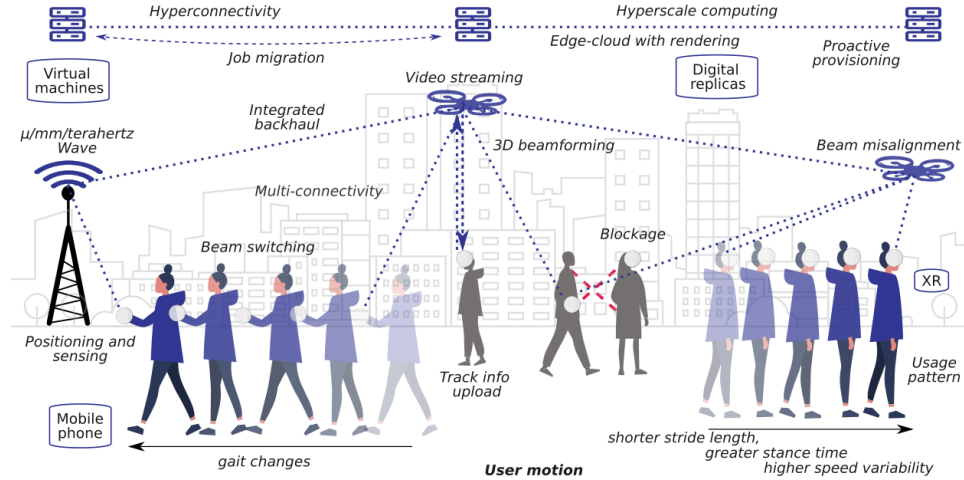 Hyperconnectivity
Hyperscale computing
Edge-cloud with rendering
Job migration
Proactive
provisioning
Virtual
machines
Video streaming
Digital
replicas
Integrated
backhaul
μ/mm/terahertz
Wave
3D beamforming
Beam misalignment
Multi-connectivity
Beam switching
Blockage
XR
Positioning and
sensing
Track info
upload
Usage
pattern
Mobile
phone
gait changes
shorter stride length,
greater stance time
higher speed variability
User motion